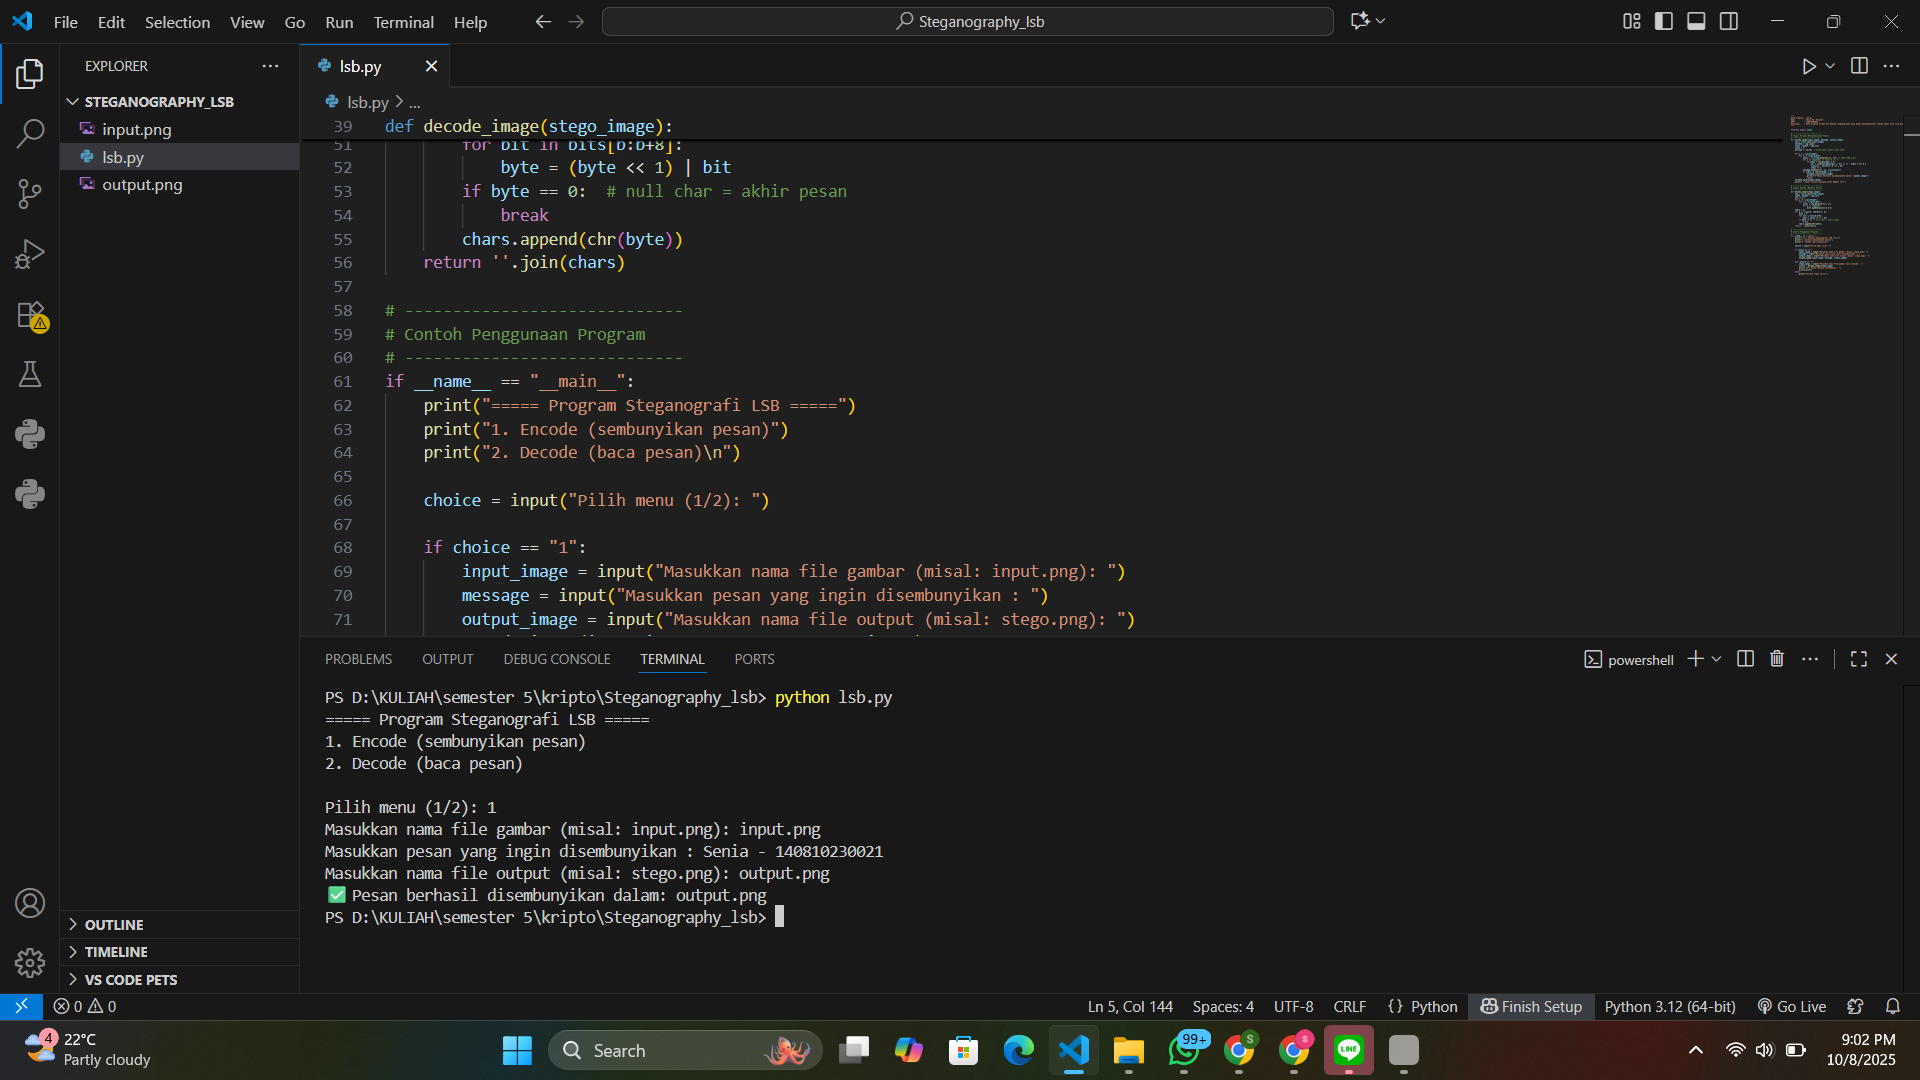 File Edit Selection View Go Run Terminal Help
Steganography_lsb
EXPLORER
STEGANOGRAPHY_LSB
input.png
lsb.py
output.png
OUTLINE
TIMELINE
VS CODE PETS
lsb.py
lsb.py > ...
39 def decode_image(stego_image):
51 for bit in bits[b:b+8]:
52 byte = (byte << 1) | bit
53 if byte == 0:  # null char = akhir pesan
54 break
55 chars.append(chr(byte))
56 return ''.join(chars)
57
58 # -----------------------------
59 # Contoh Penggunaan Program
60 # -----------------------------
61 if __name__ == "__main__":
62 print("===== Program Steganografi LSB =====")
63 print("1. Encode (sembunyikan pesan)")
64 print("2. Decode (baca pesan)\n")
65
66 choice = input("Pilih menu (1/2): ")
67
68 if choice == "1":
69 input_image = input("Masukkan nama file gambar (misal: input.png): ")
70 message = input("Masukkan pesan yang ingin disembunyikan : ")
71 output_image = input("Masukkan nama file output (misal: stego.png): ")
PROBLEMS OUTPUT DEBUG CONSOLE TERMINAL PORTS
powershell
PS D:\KULIAH\semester 5\kripto\Steganography_lsb> python lsb.py
===== Program Steganografi LSB =====
1. Encode (sembunyikan pesan)
2. Decode (baca pesan)
Pilih menu (1/2): 1
Masukkan nama file gambar (misal: input.png): input.png
Masukkan pesan yang ingin disembunyikan : Senia - 140810230021
Masukkan nama file output (misal: stego.png): output.png
✅ Pesan berhasil disembunyikan dalam: output.png
PS D:\KULIAH\semester 5\kripto\Steganography_lsb>
0 0
Ln 5, Col 144 Spaces: 4 UTF-8 CRLF {} Python Finish Setup Python 3.12 (64-bit) Go Live
4
22°C
Partly cloudy
Search
99+
S
S
LINE
9:02 PM
10/8/2025